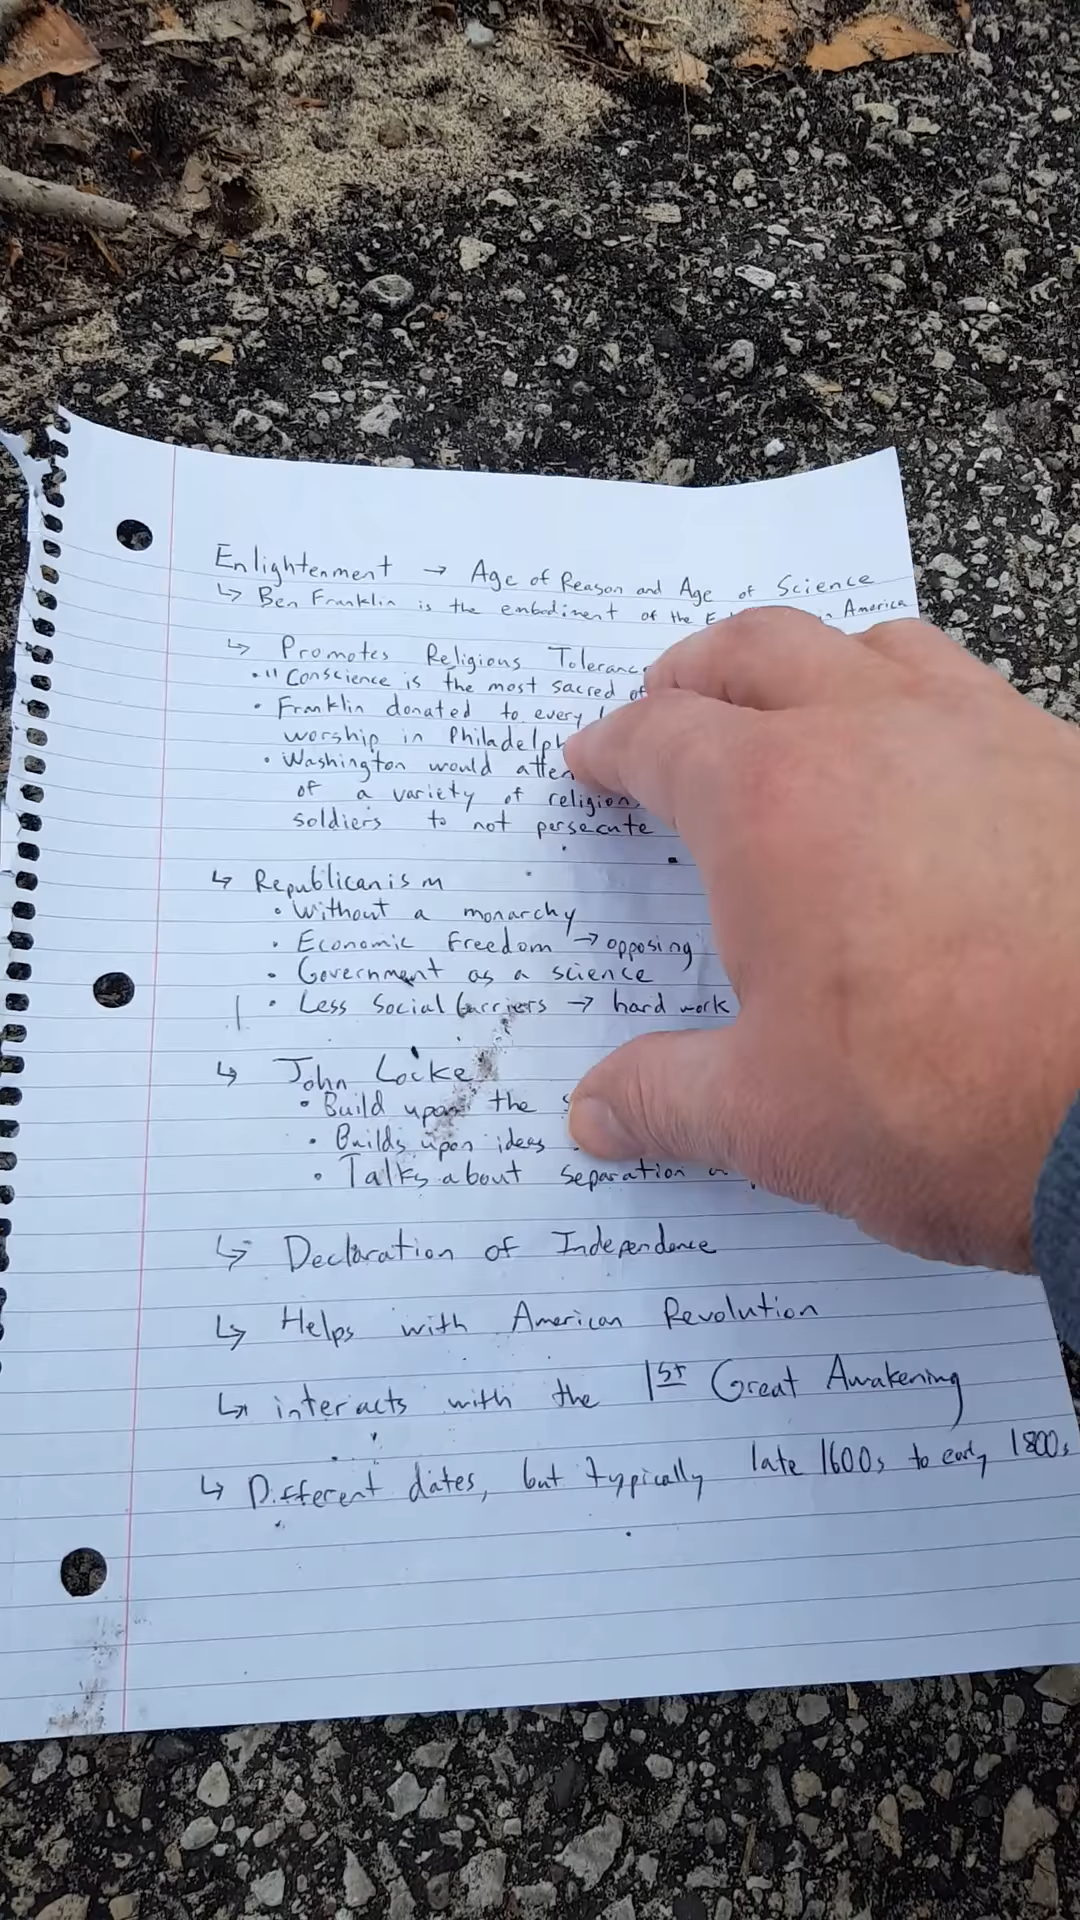 Enlightenment → Age of Reason and Age of Science
↳ Ben Franklin is the embodiment of the in America
↳ Promotes Religious
• "Conscience is the most sacred of
• Franklin donated to every
worship in
• Washington would
of a variety of religions
soldiers to not persecute
↳ Republicanism
• Without a monarchy
• Economic Freedom → opposing
• Government as a science
• Less Social barriers → hard work
↳ John Locke
• Build upon the
• Builds upon ideas
• Talks about separation
↳ Declaration of Independence
↳ Helps with American Revolution
↳ interacts with the 1st Great Awakening
↳ Different dates, but typically late 1600s to early 1800s